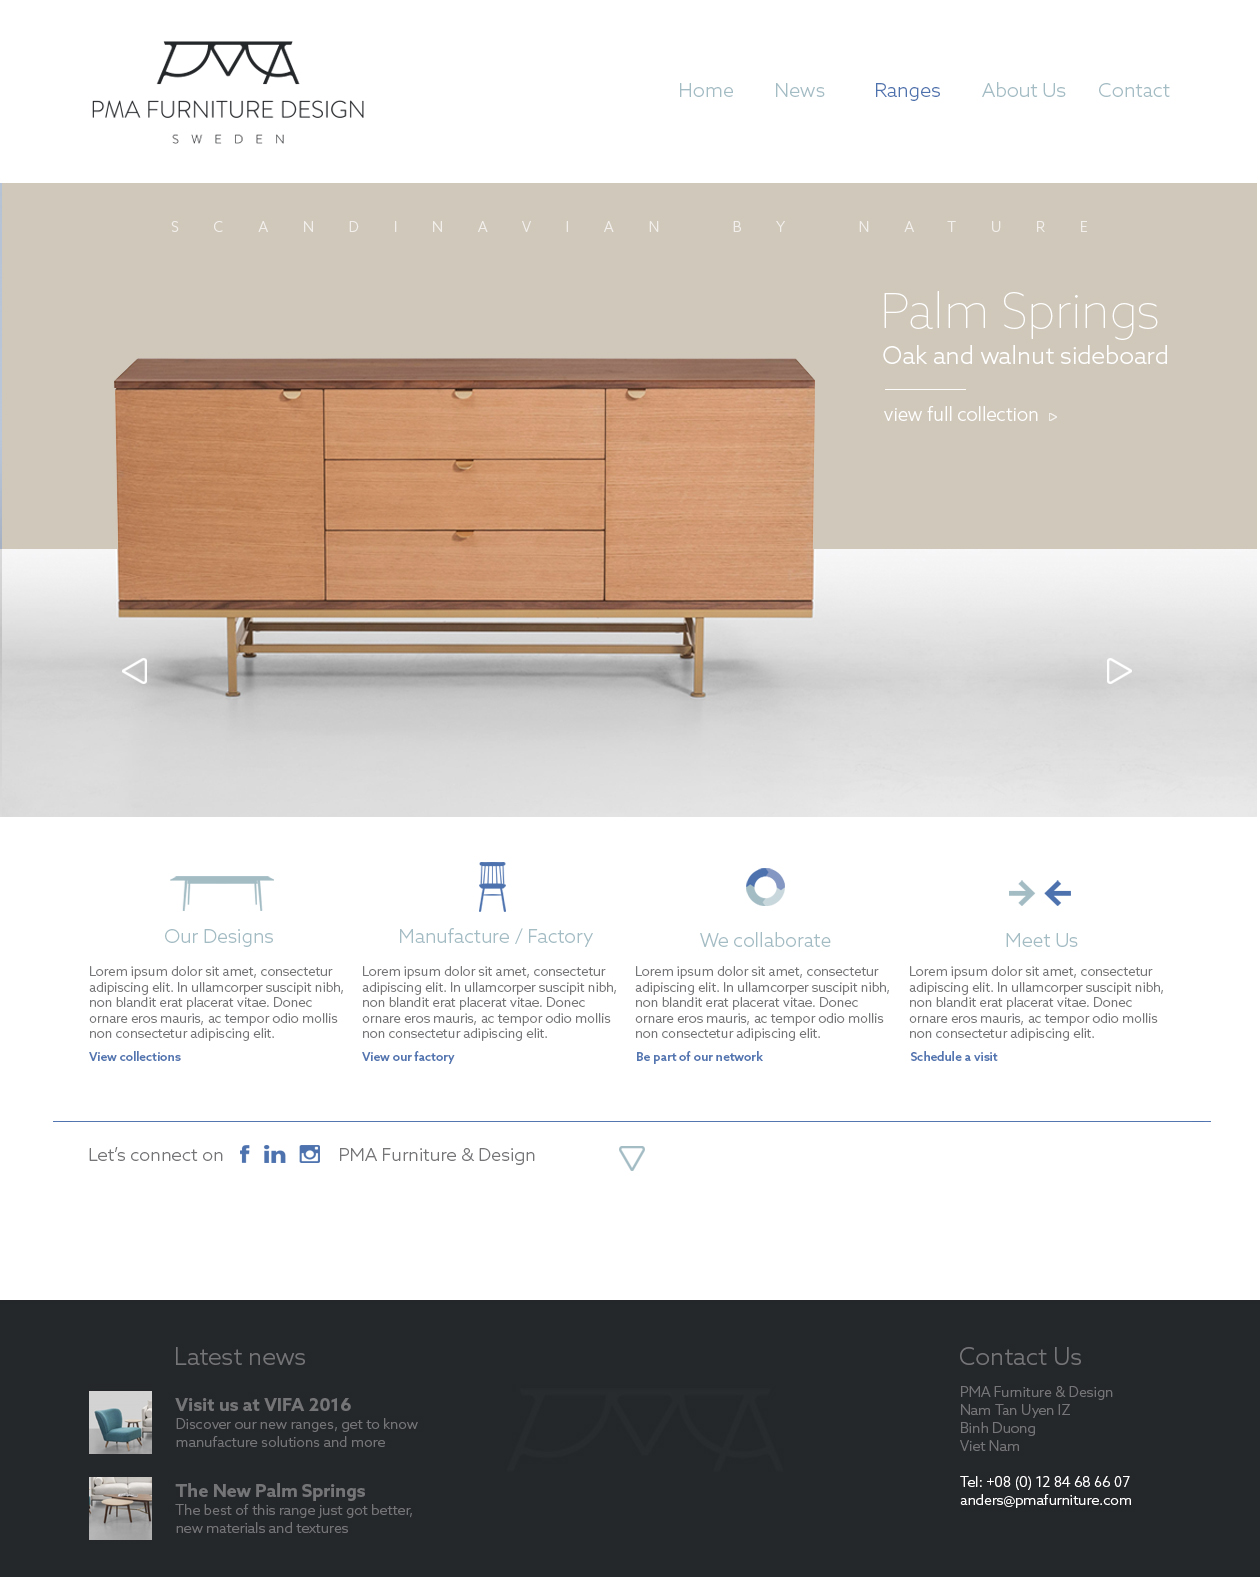 PMA
PMA FURNITURE DESIGN
SWEDEN
Home News Ranges About Us Contact
SCANDINAVIAN BY NATURE
Palm Springs
Oak and walnut sideboard
view full collection
Our Designs
Lorem ipsum dolor sit amet, consectetur
adipiscing elit. In ullamcorper suscipit nibh,
non blandit erat placerat vitae. Donec
ornare eros mauris, ac tempor odio mollis
non consectetur adipiscing elit.
View collections
Manufacture / Factory
Lorem ipsum dolor sit amet, consectetur
adipiscing elit. In ullamcorper suscipit nibh,
non blandit erat placerat vitae. Donec
ornare eros mauris, ac tempor odio mollis
non consectetur adipiscing elit.
View our factory
We collaborate
Lorem ipsum dolor sit amet, consectetur
adipiscing elit. In ullamcorper suscipit nibh,
non blandit erat placerat vitae. Donec
ornare eros mauris, ac tempor odio mollis
non consectetur adipiscing elit.
Be part of our network
Meet Us
Lorem ipsum dolor sit amet, consectetur
adipiscing elit. In ullamcorper suscipit nibh,
non blandit erat placerat vitae. Donec
ornare eros mauris, ac tempor odio mollis
non consectetur adipiscing elit.
Schedule a visit
Let's connect on f in PMA Furniture & Design
Latest news
Visit us at VIFA 2016
Discover our new ranges, get to know
manufacture solutions and more
The New Palm Springs
The best of this range just got better,
new materials and textures
PMA
Contact Us
PMA Furniture & Design
Nam Tan Uyen IZ
Binh Duong
Viet Nam
Tel: +08 (0) 12 84 68 66 07
anders@pmafurniture.com